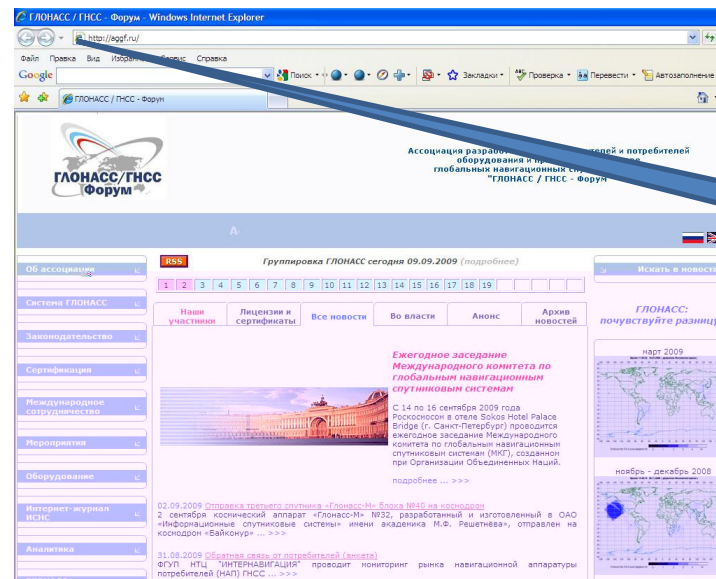 ГЛОНАСС / ГНСС - Форум - Windows Internet Explorer
http://aggf.ru/
Файл Правка Вид Сервис Справка
Google Поиск Закладки Проверка Перевести Автозаполнение
ГЛОНАСС / ГНСС - Форум
ГЛОНАСС/ГНСС
Форум
Ассоциация и потребителей
оборудования и
глобальных навигационных
"ГЛОНАСС / ГНСС - Форум"
А
RSS
Группировка ГЛОНАСС сегодня 09.09.2009 (подробнее)
1 2 3 4 5 6 7 8 9 10 11 12 13 14 15 16 17 18 19
Об ассоциации
Система ГЛОНАСС
Законодательство
Сертификация
Международное
сотрудничество
Мероприятия
Оборудование
Интернет-журнал
ИСНС
Аналитика
Наши
участники
Лицензии и
сертификаты
Все новости
Во власти
Анонс
Архив
новостей
Ежегодное заседание
Международного комитета по
глобальным навигационным
спутниковым системам
С 14 по 16 сентября 2009 года
Роскосмосом в отеле Sokos Hotel Palace
Bridge (г. Санкт-Петербург) проводится
ежегодное заседание Международного
комитета по глобальным навигационным
спутниковым системам (МКГ), созданном
при Организации Объединенных Наций.
подробнее ... >>>
02.09.2009 Отправка третьего спутника «Глонасс-М» блока №40 на космодром
2 сентября космический аппарат «Глонасс-М» №32, разработанный и изготовленный в ОАО
«Информационные спутниковые системы» имени академика М.Ф. Решетнёва», отправлен на
космодром «Байконур» ... >>>
31.08.2009 Обратная связь от потребителей (анкета)
ФГУП НТЦ "ИНТЕРНАВИГАЦИЯ" проводит мониторинг рынка навигационной аппаратуры
потребителей (НАП) ГНСС ... >>>
Искать в новост
ГЛОНАСС:
почувствуйте разницу
март 2009
ноябрь - декабрь 2008